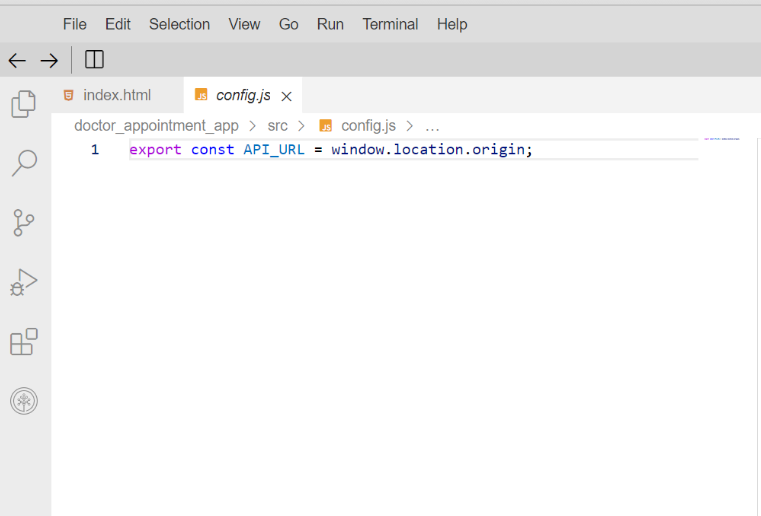 File Edit Selection View Go Run Terminal Help
index.html config.js
doctor_appointment_app > src > JS config.js > ...
1 export const API_URL = window.location.origin;